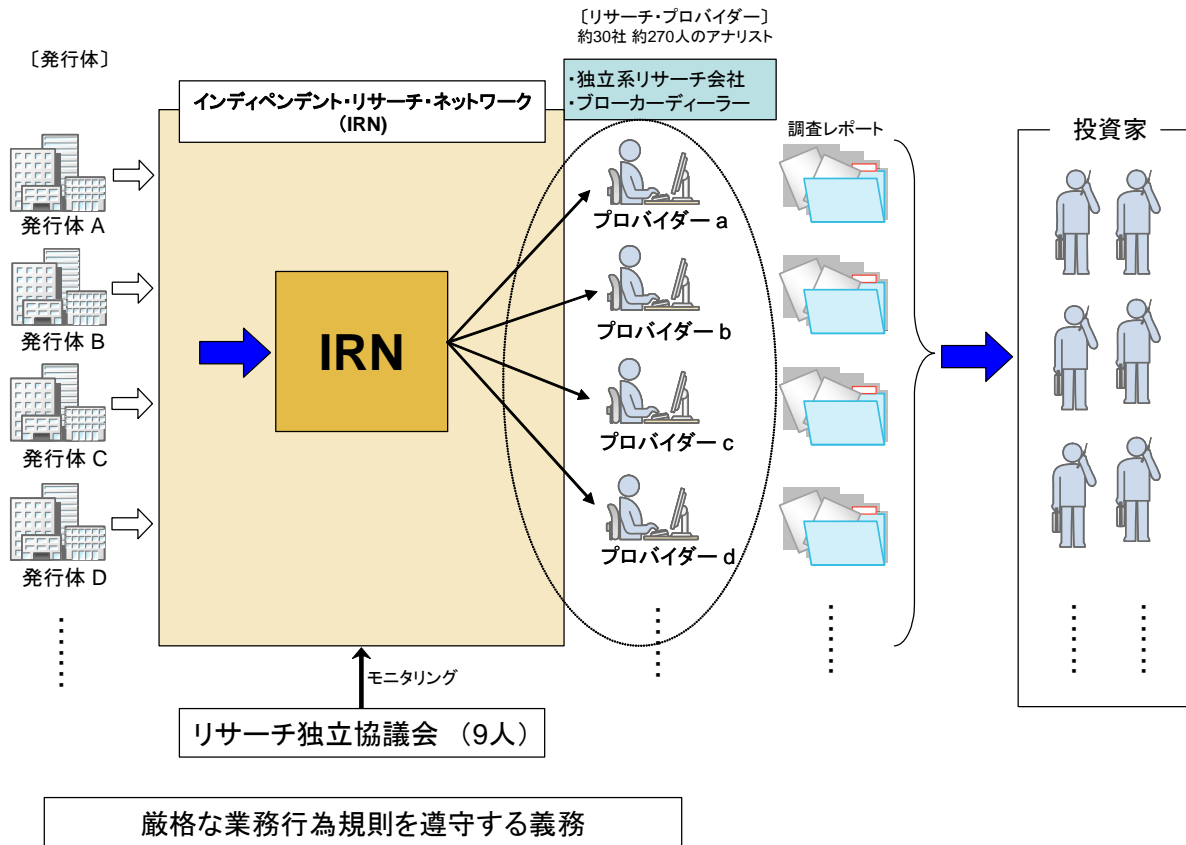 〔リサーチ・プロバイダー〕
約30社 約270人のアナリスト
〔発行体〕
・独立系リサーチ会社
・ブローカーディーラー
インディペンデント・リサーチ・ネットワーク
（IRN)
調査レポート
投資家
発行体 A
プロバイダー a
発行体 B
プロバイダー b
IRN
発行体 C
プロバイダー c
発行体 D
プロバイダー d
モニタリング
リサーチ独立協議会 （9人）
厳格な業務行為規則を遵守する義務